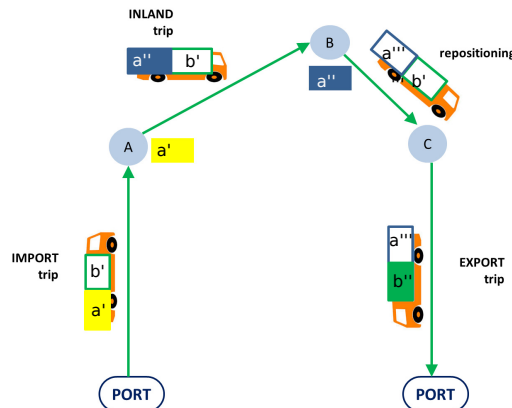 INLAND
trip
a'' b'
B
a'''
b'
repositioning
a''
A
a'
C
IMPORT
trip
b'
a'
a'''
b''
EXPORT
trip
PORT
PORT